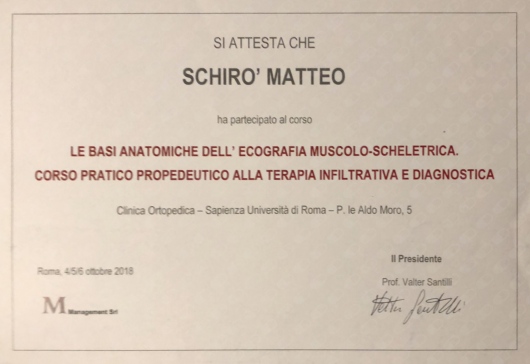 SI ATTESTA CHE
SCHIRO' MATTEO
ha partecipato al corso
LE BASI ANATOMICHE DELL' ECOGRAFIA MUSCOLO-SCHELETRICA.
CORSO PRATICO PROPEDEUTICO ALLA TERAPIA INFILTRATIVA E DIAGNOSTICA
Clinica Ortopedica – Sapienza Università di Roma – P. le Aldo Moro, 5
Il Presidente
Roma, 4/5/6 ottobre 2018
Prof. Valter Santilli
M Management Srl
Valter Santilli